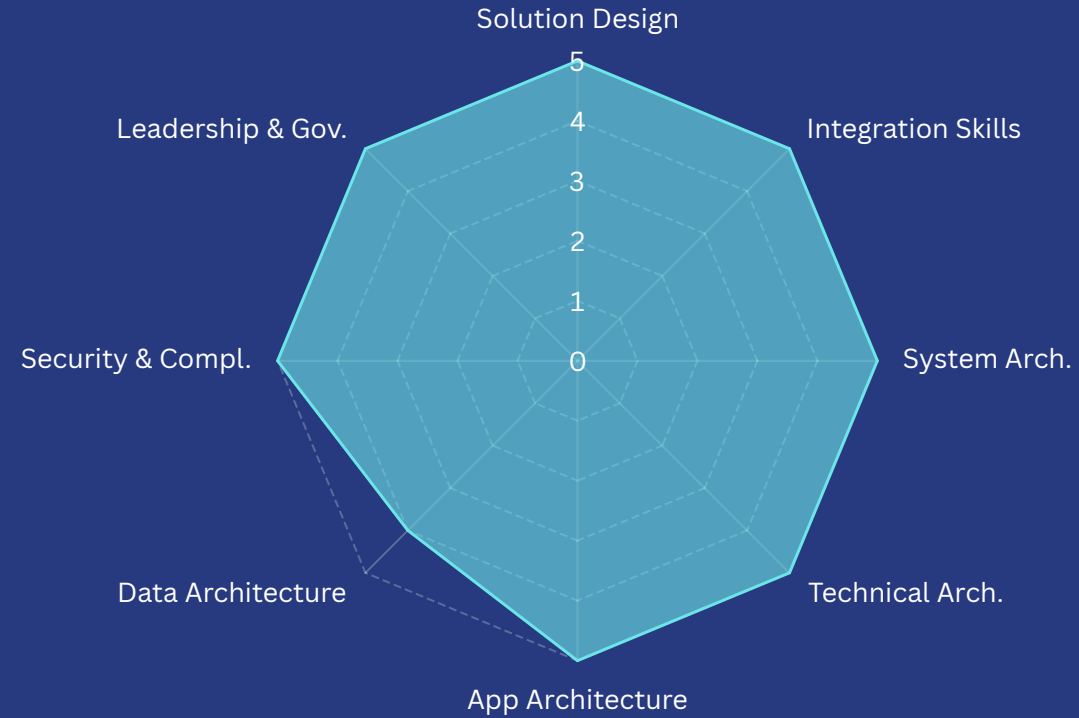 Solution Design
5
Leadership & Gov.
4
Integration Skills
3
2
1
Security & Compl.
0
System Arch.
Data Architecture
Technical Arch.
App Architecture